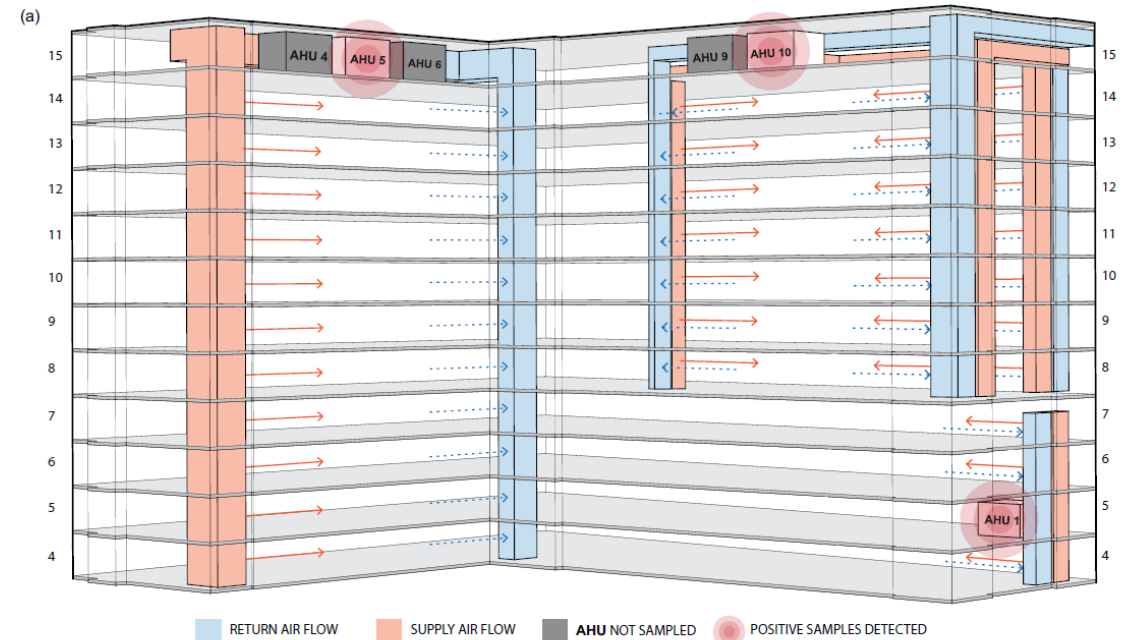 (a)
AHU 4
AHU 5
AHU 6
AHU 9
AHU 10
15
14
13
12
11
10
9
8
7
6
5
4
15
14
13
12
11
10
9
8
7
6
5
4
AHU 1
RETURN AIR FLOW
SUPPLY AIR FLOW
AHU NOT SAMPLED
POSITIVE SAMPLES DETECTED